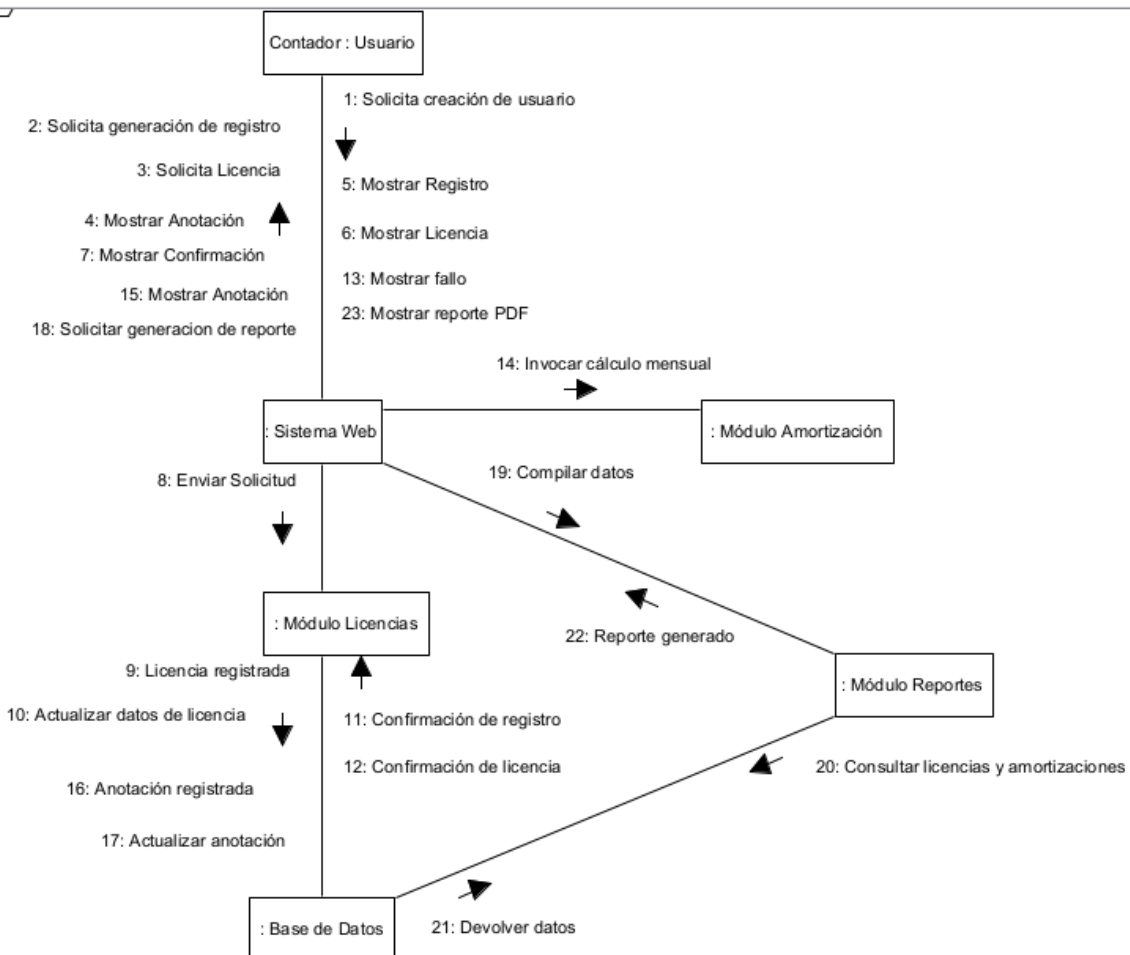 Contador : Usuario
1: Solicita creación de usuario
2: Solicita generación de registro
3: Solicita Licencia
5: Mostrar Registro
4: Mostrar Anotación
6: Mostrar Licencia
7: Mostrar Confirmación
13: Mostrar fallo
15: Mostrar Anotación
23: Mostrar reporte PDF
18: Solicitar generacion de reporte
14: Invocar cálculo mensual
: Sistema Web
: Módulo Amortización
8: Enviar Solicitud
19: Compilar datos
: Módulo Licencias
22: Reporte generado
9: Licencia registrada
: Módulo Reportes
10: Actualizar datos de licencia
11: Confirmación de registro
12: Confirmación de licencia
20: Consultar licencias y amortizaciones
16: Anotación registrada
17: Actualizar anotación
: Base de Datos
21: Devolver datos